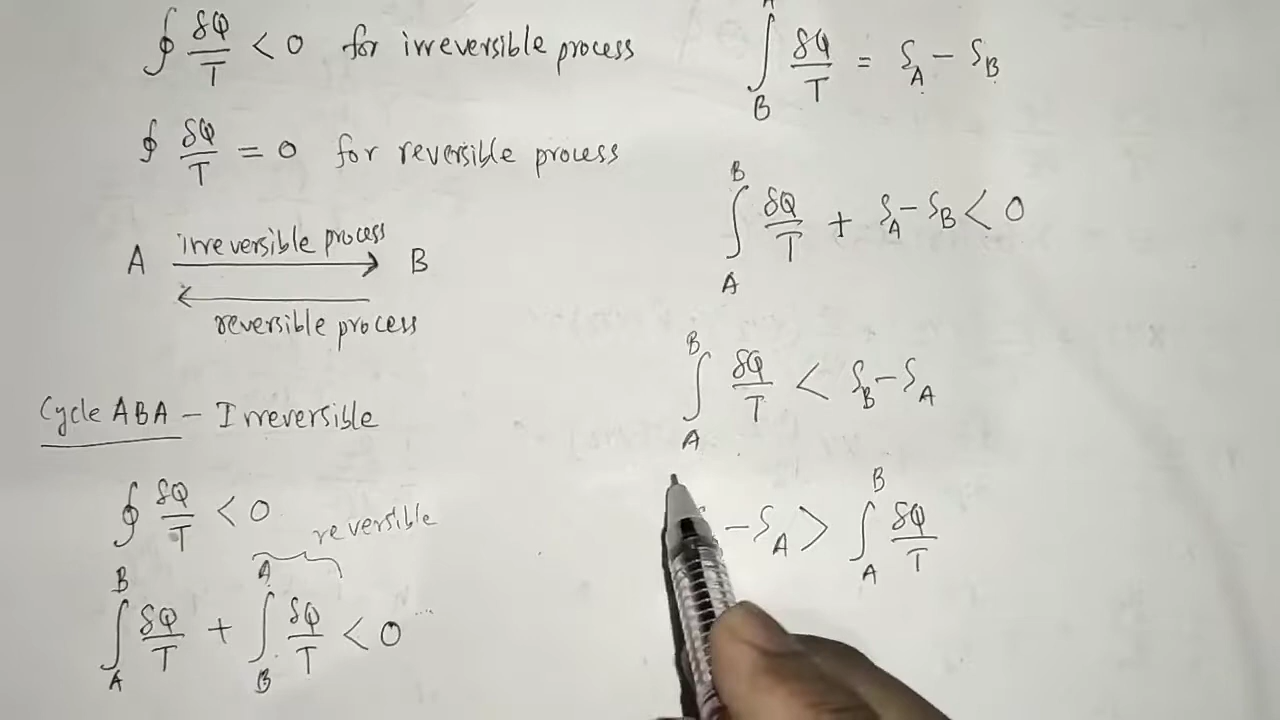 ∮ δQ/T < 0 for irreversible process
∮ δQ/T = 0 for reversible process
A irreversible process B
reversible process
Cycle ABA - Irreversible
∮ δQ/T < 0
reversible
∫_A^B δQ/T + ∫_B^A δQ/T < 0 ....
∫_B^A δQ/T = S_A - S_B
∫_A^B δQ/T + S_A - S_B < 0
∫_A^B δQ/T < S_B - S_A
- S_A > ∫_A^B δQ/T